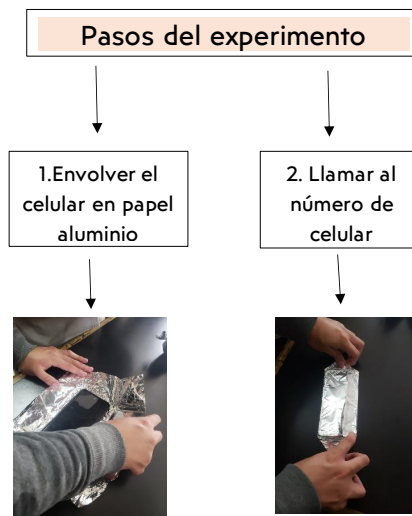 Pasos del experimento
1.Envolver el
celular en papel
aluminio
2. Llamar al
número de
celular